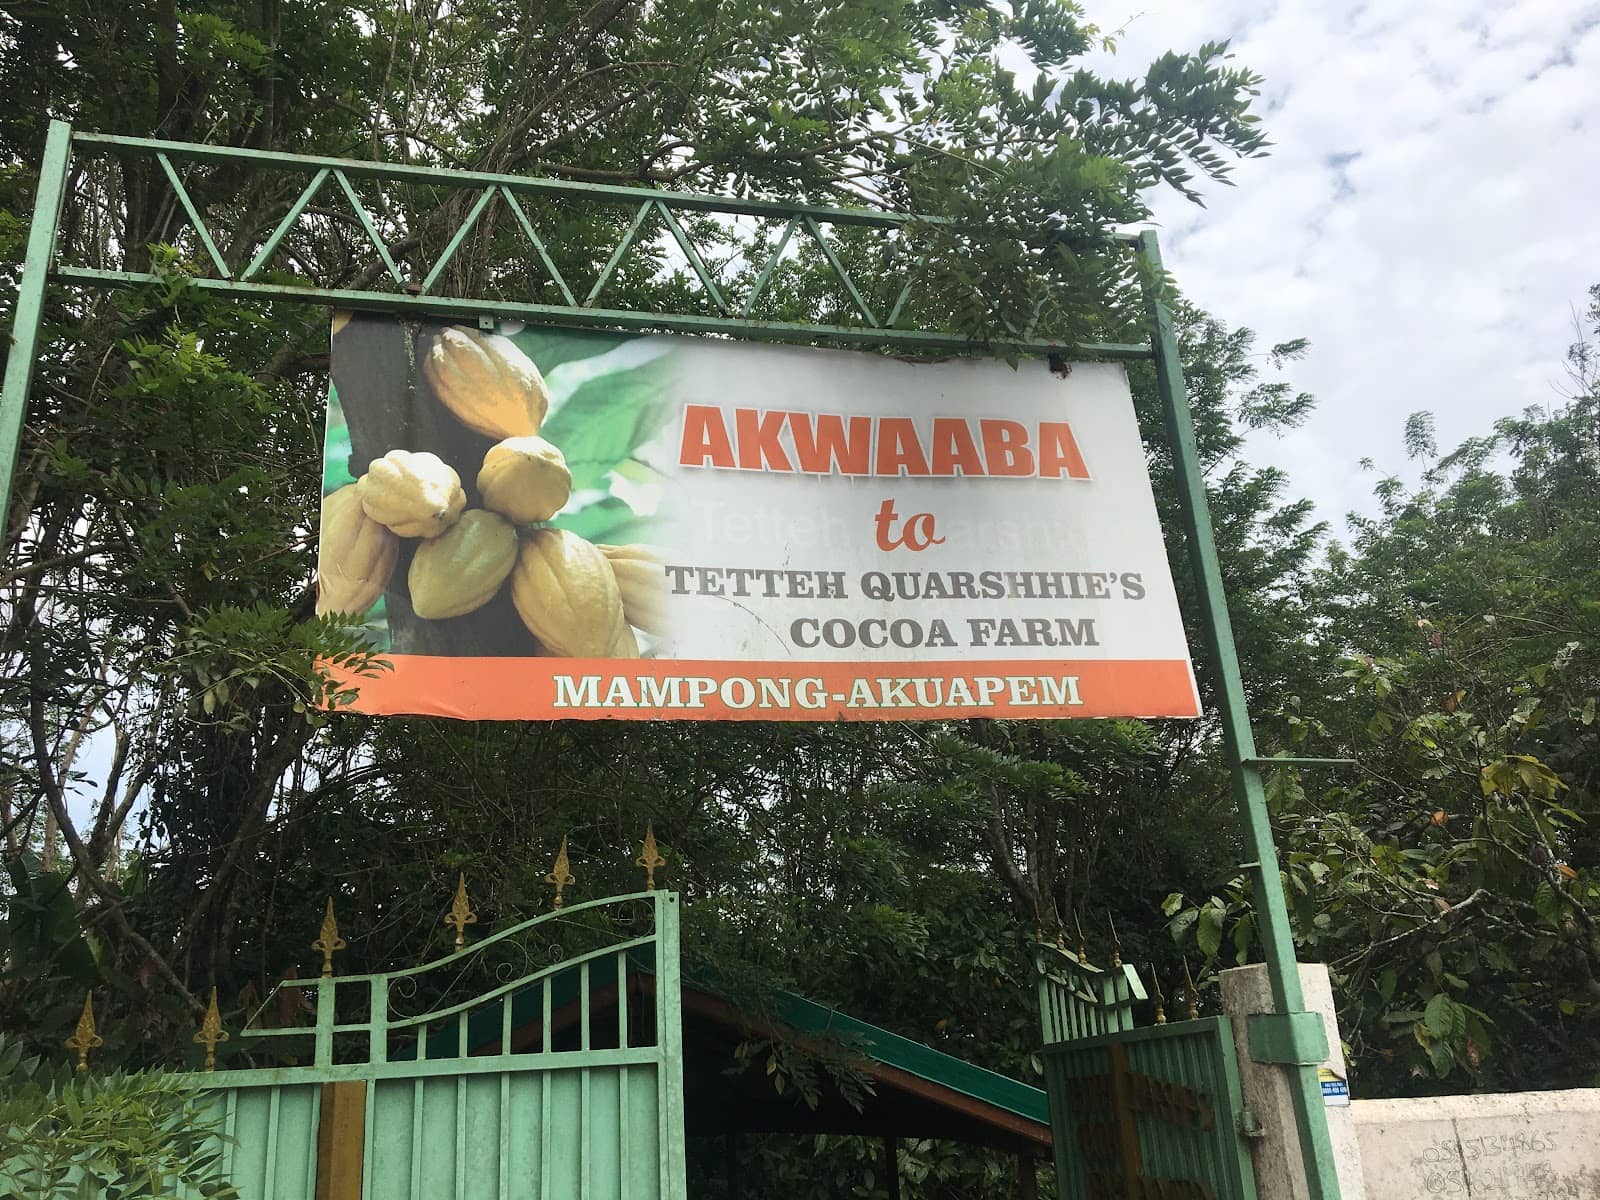 AKWAABA
to
TETTEH QUARSHHIE'S
COCOA FARM
MAMPONG-AKUAPEM